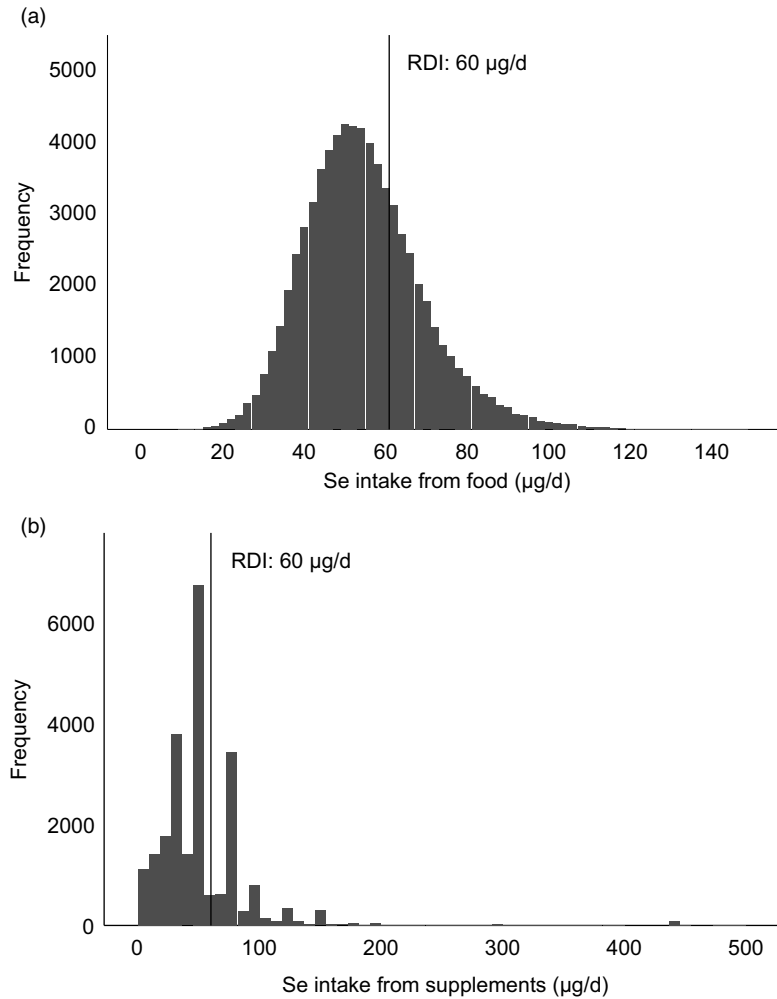 (a)
RDI: 60 µg/d
5000
4000
3000
2000
1000
0
Frequency
0 20 40 60 80 100 120 140
Se intake from food (µg/d)
(b)
RDI: 60 µg/d
6000
4000
2000
0
Frequency
0 100 200 300 400 500
Se intake from supplements (µg/d)